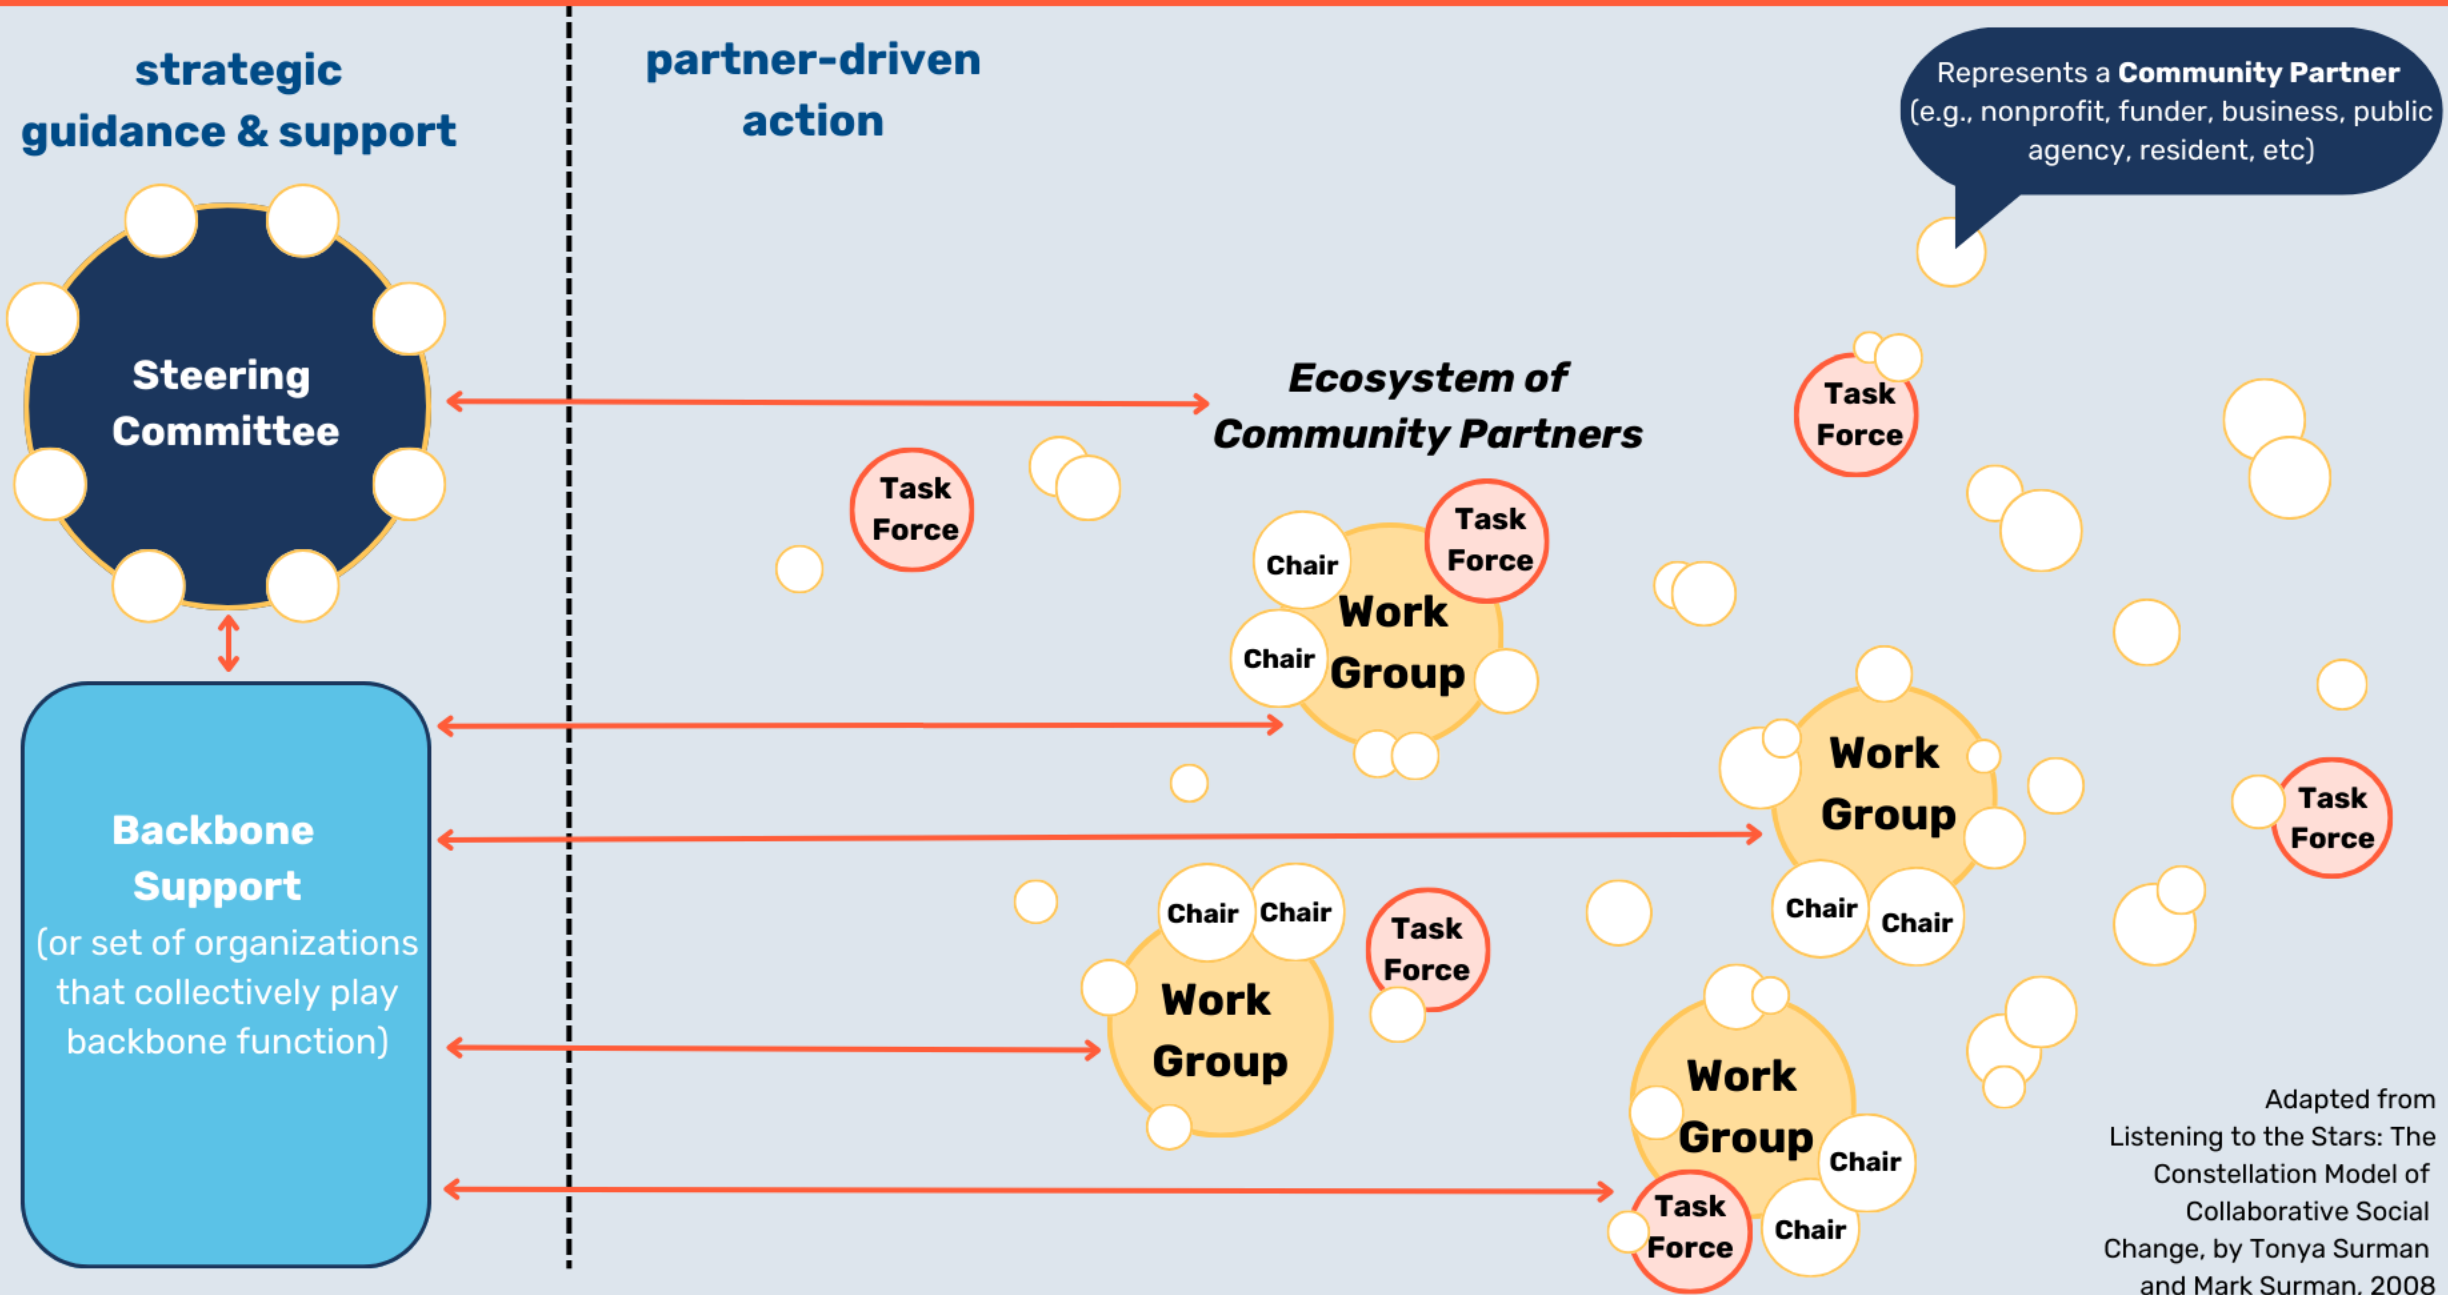 strategic
guidance & support
partner-driven
action
Represents a Community Partner
(e.g., nonprofit, funder, business, public
agency, resident, etc)
Steering
Committee
Ecosystem of
Community Partners
Task
Force
Task
Force
Task
Force
Chair
Chair
Work
Group
Work
Group
Chair
Chair
Task
Force
Backbone
Support
(or set of organizations
that collectively play
backbone function)
Chair
Chair
Work
Group
Task
Force
Work
Group
Chair
Chair
Task
Force
Adapted from
Listening to the Stars: The
Constellation Model of
Collaborative Social
Change, by Tonya Surman
and Mark Surman, 2008